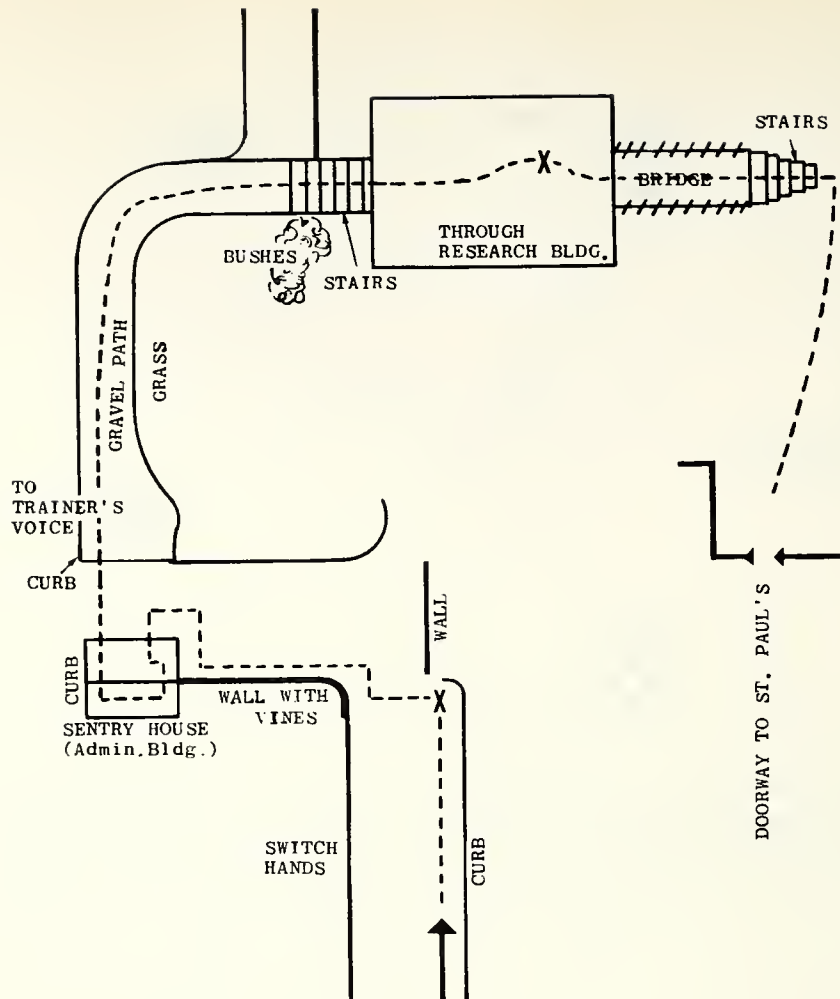 STAIRS
BRIDGE
THROUGH
RESEARCH BLDG.
BUSHES
STAIRS
GRAVEL PATH
GRASS
TO
TRAINER'S
VOICE
CURB
WALL
CURB
WALL WITH
VINES
SENTRY HOUSE
(Admin.Bldg.)
DOORWAY TO ST. PAUL'S
SWITCH
HANDS
CURB